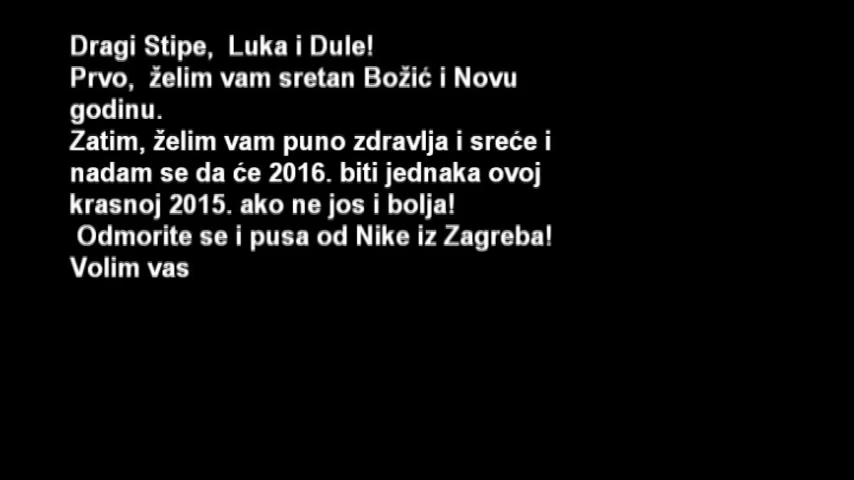 Dragi Stipe,  Luka i Dule!
Prvo,  želim vam sretan Božić i Novu
godinu.
Zatim, želim vam puno zdravlja i sreće i
nadam se da će 2016. biti jednaka ovoj
krasnoj 2015. ako ne jos i bolja!
Odmorite se i pusa od Nike iz Zagreba!
Volim vas